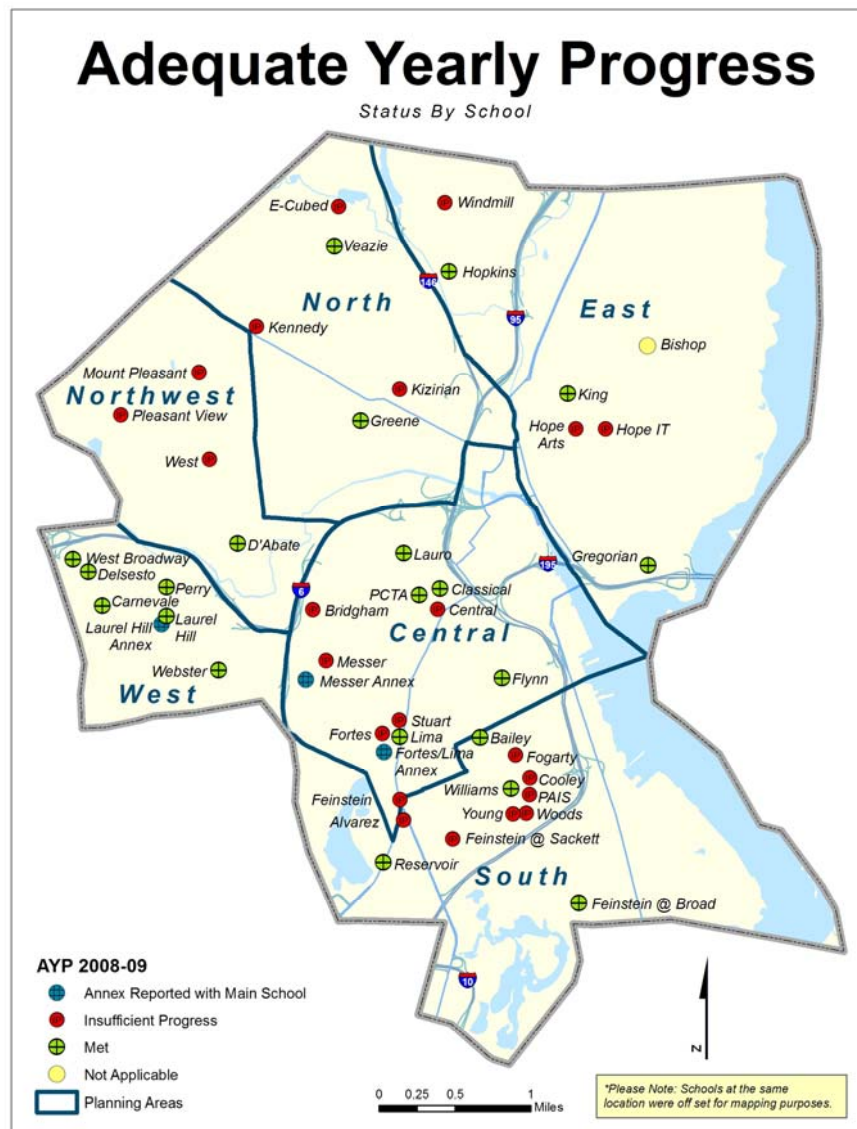 Adequate Yearly Progress
Status By School
E-Cubed
Windmill
Veazie
Hopkins
146
North
95
East
Kennedy
Bishop
Mount Pleasant
Northwest
Kizirian
King
Pleasant View
Greene
Hope
Arts
Hope IT
West
D'Abate
Lauro
Gregorian
195
West Broadway
Delsesto
Perry
PCTA
Classical
6
Carnevale
Bridgham
Central
Laurel
Hill
Laurel Hill
Annex
Central
Messer
Webster
Messer Annex
Flynn
West
Stuart
Fortes
Lima
Bailey
Fortes/Lima
Annex
Fogarty
Cooley
Williams
PAIS
Feinstein
Young
Woods
Alvarez
Feinstein @ Sackett
Reservoir
South
Feinstein @ Broad
10
AYP 2008-09
Annex Reported with Main School
Insufficient Progress
Met
Not Applicable
Planning Areas
0 0.25 0.5 1
Miles
N
*Please Note: Schools at the same
location were off set for mapping purposes.